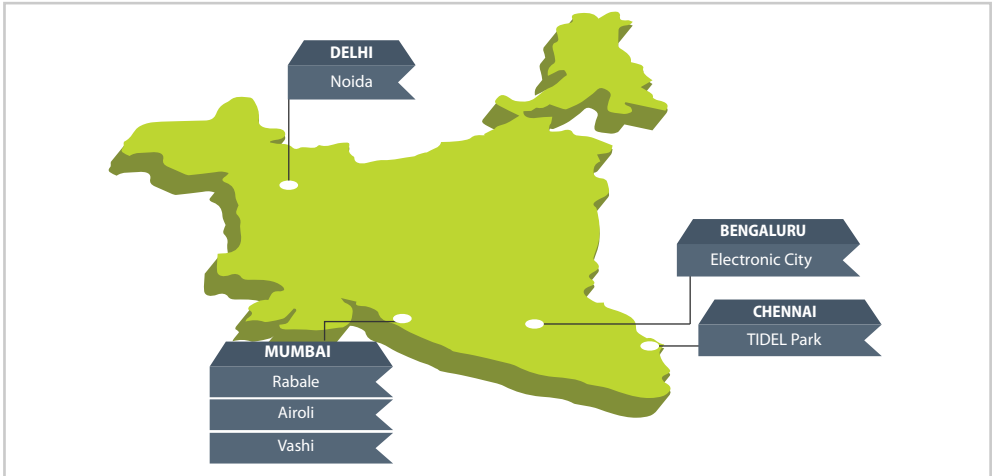 DELHI
Noida
BENGALURU
Electronic City
CHENNAI
TIDEL Park
MUMBAI
Rabale
Airoli
Vashi